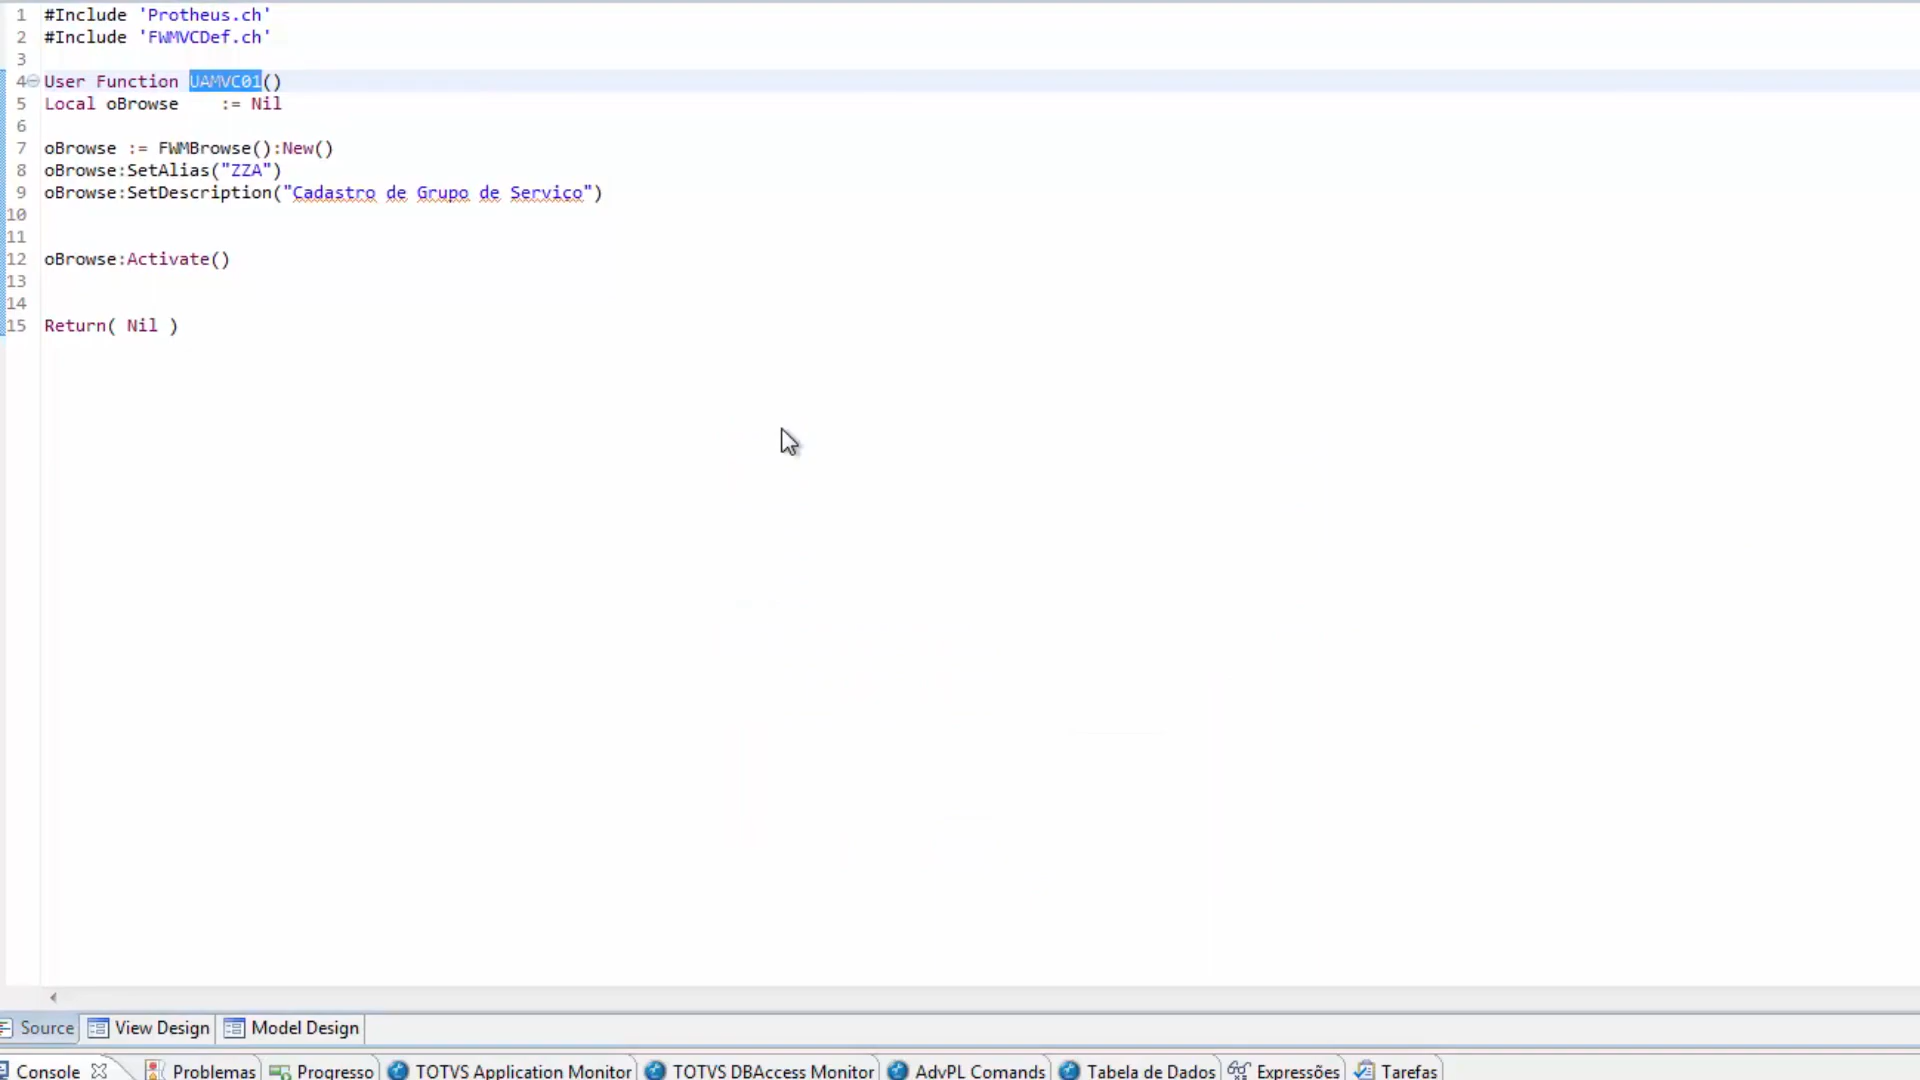 1 #Include 'Protheus.ch'
2 #Include 'FWMVCDef.ch'
3
4 User Function UAMVC01()
5 Local oBrowse := Nil
6
7 oBrowse := FWMBrowse():New()
8 oBrowse:SetAlias("ZZA")
9 oBrowse:SetDescription("Cadastro de Grupo de Servico")
10
11
12 oBrowse:Activate()
13
14
15 Return( Nil )
Source View Design Model Design
Console Problemas Progresso TOTVS Application Monitor TOTVS DBAccess Monitor AdvPL Comands Tabela de Dados Expressões Tarefas